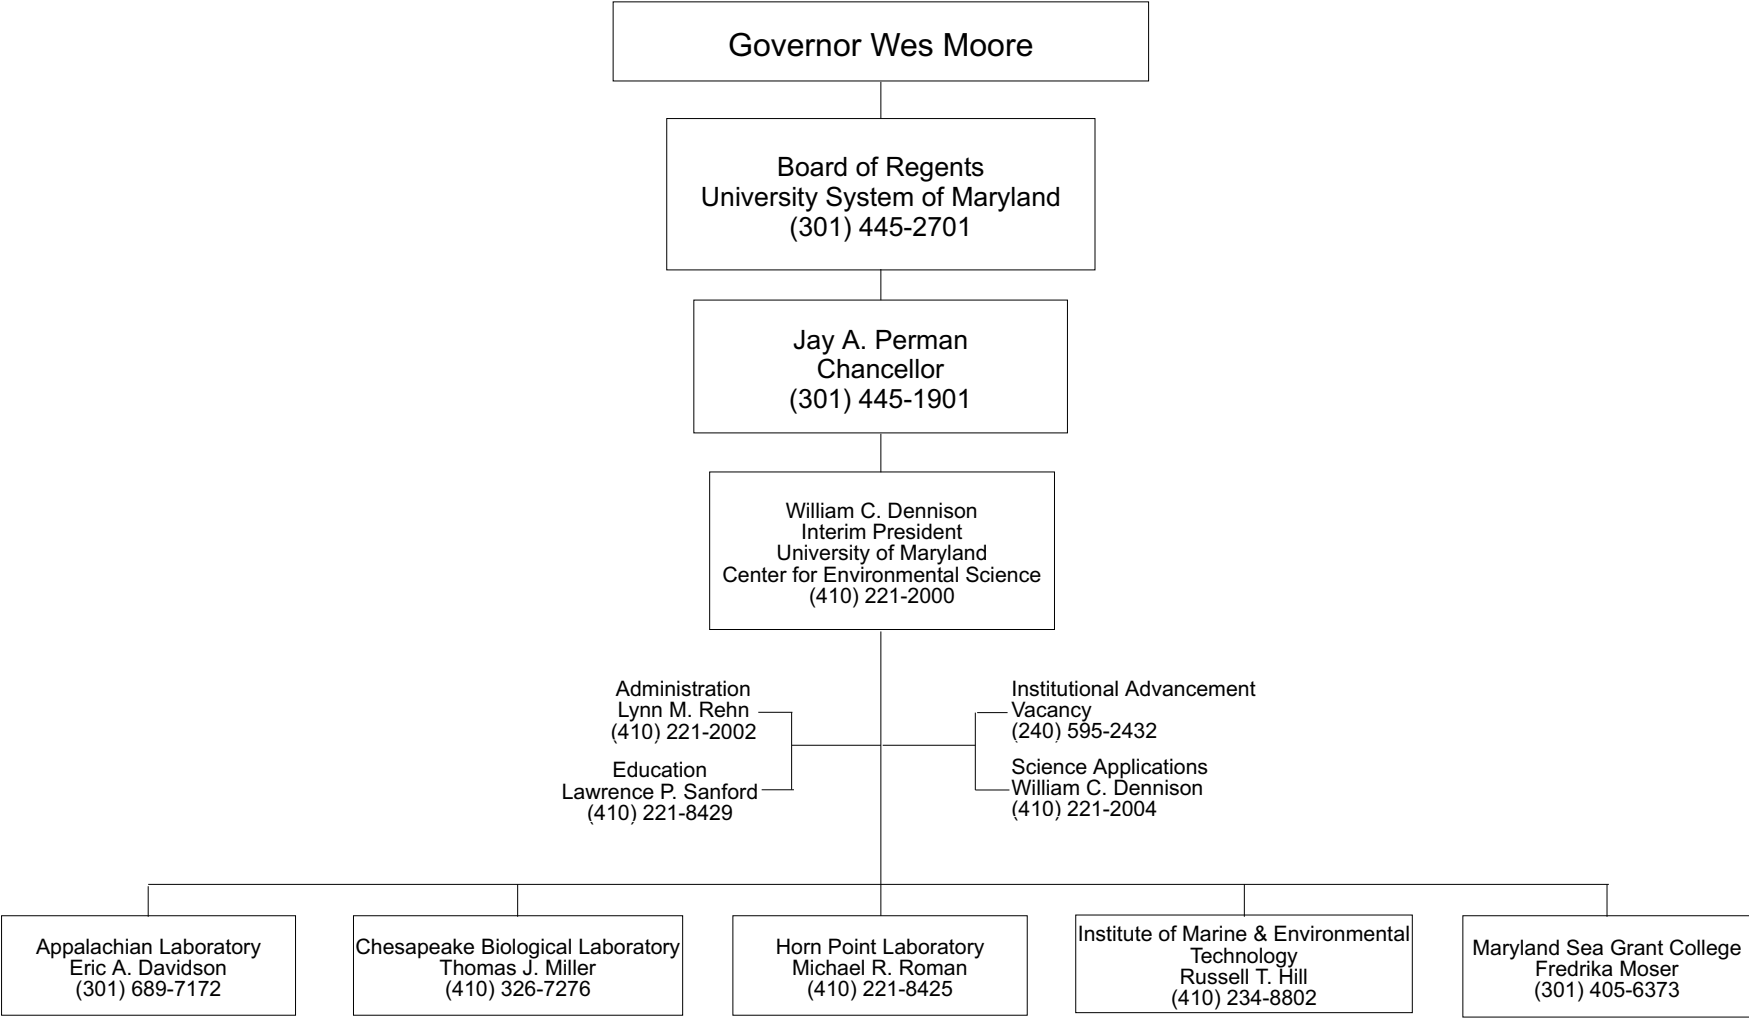 Governor Wes Moore
Board of Regents
University System of Maryland
(301) 445-2701
Jay A. Perman
Chancellor
(301) 445-1901
William C. Dennison
Interim President
University of Maryland
Center for Environmental Science
(410) 221-2000
Administration
Lynn M. Rehn
(410) 221-2002
Education
Lawrence P. Sanford
(410) 221-8429
Institutional Advancement
Vacancy
(240) 595-2432
Science Applications
William C. Dennison
(410) 221-2004
Appalachian Laboratory
Eric A. Davidson
(301) 689-7172
Chesapeake Biological Laboratory
Thomas J. Miller
(410) 326-7276
Horn Point Laboratory
Michael R. Roman
(410) 221-8425
Institute of Marine & Environmental
Technology
Russell T. Hill
(410) 234-8802
Maryland Sea Grant College
Fredrika Moser
(301) 405-6373